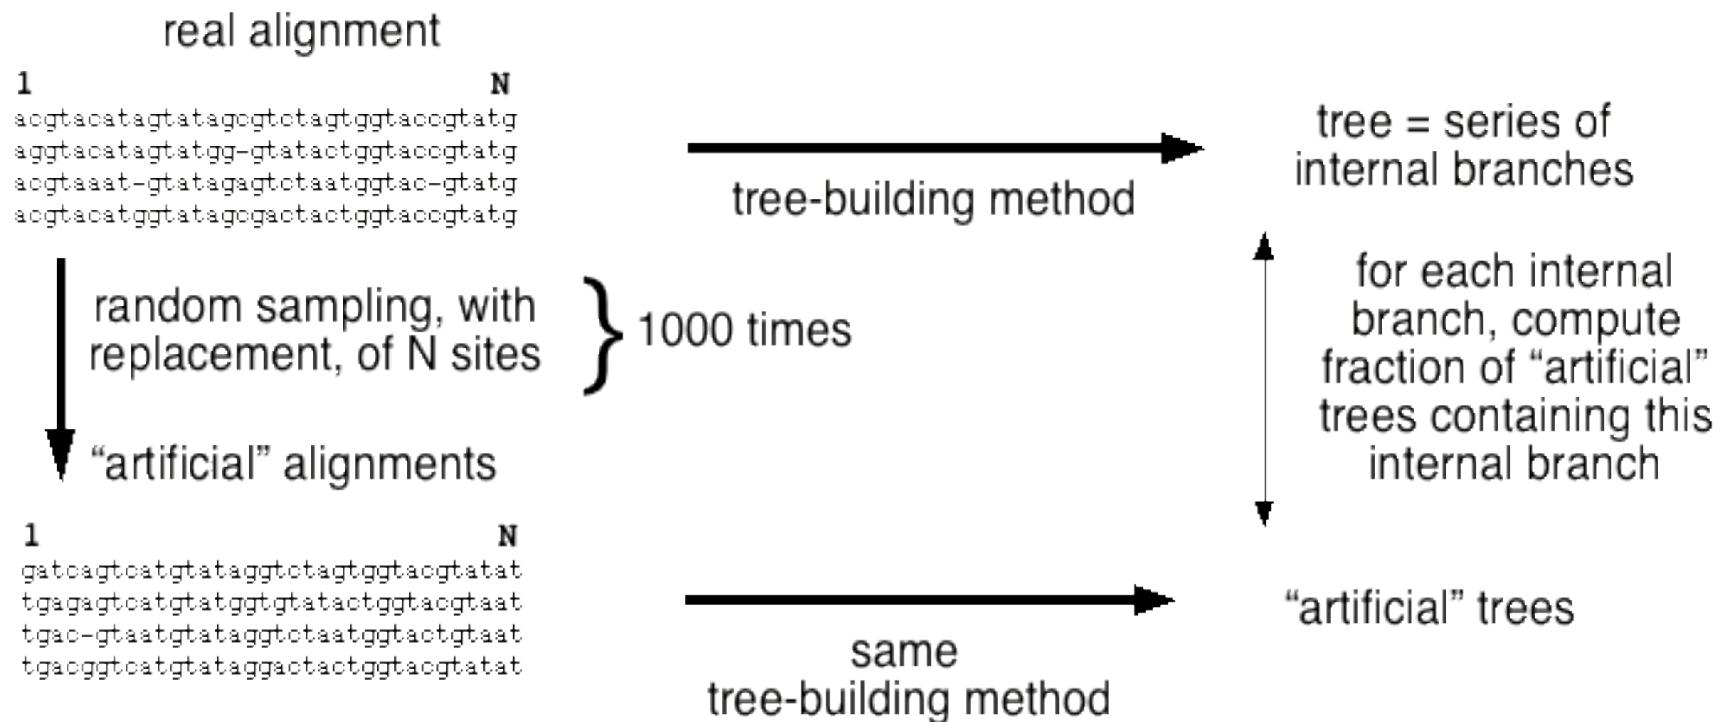 real alignment
1 N
acgtacatagtatagcgtctagtggtaccgtatg
aggtacatagtatgg-gtatactggtaccgtatg
acgtaaat-gtatagagtctaatggtac-gtatg
acgtacatggtatagcgactactggtaccgtatg
tree-building method
tree = series of
internal branches
random sampling, with
replacement, of N sites
} 1000 times
for each internal
branch, compute
fraction of “artificial”
trees containing this
internal branch
“artificial” alignments
1 N
gatcagtcatgtataggtctagtggtacgtatat
tgagagtcatgtatggtgtatactggtacgtaat
tgac-gtaatgtataggtctaatggtactgtaat
tgacggtcatgtataggactactggtacgtatat
same
tree-building method
“artificial” trees